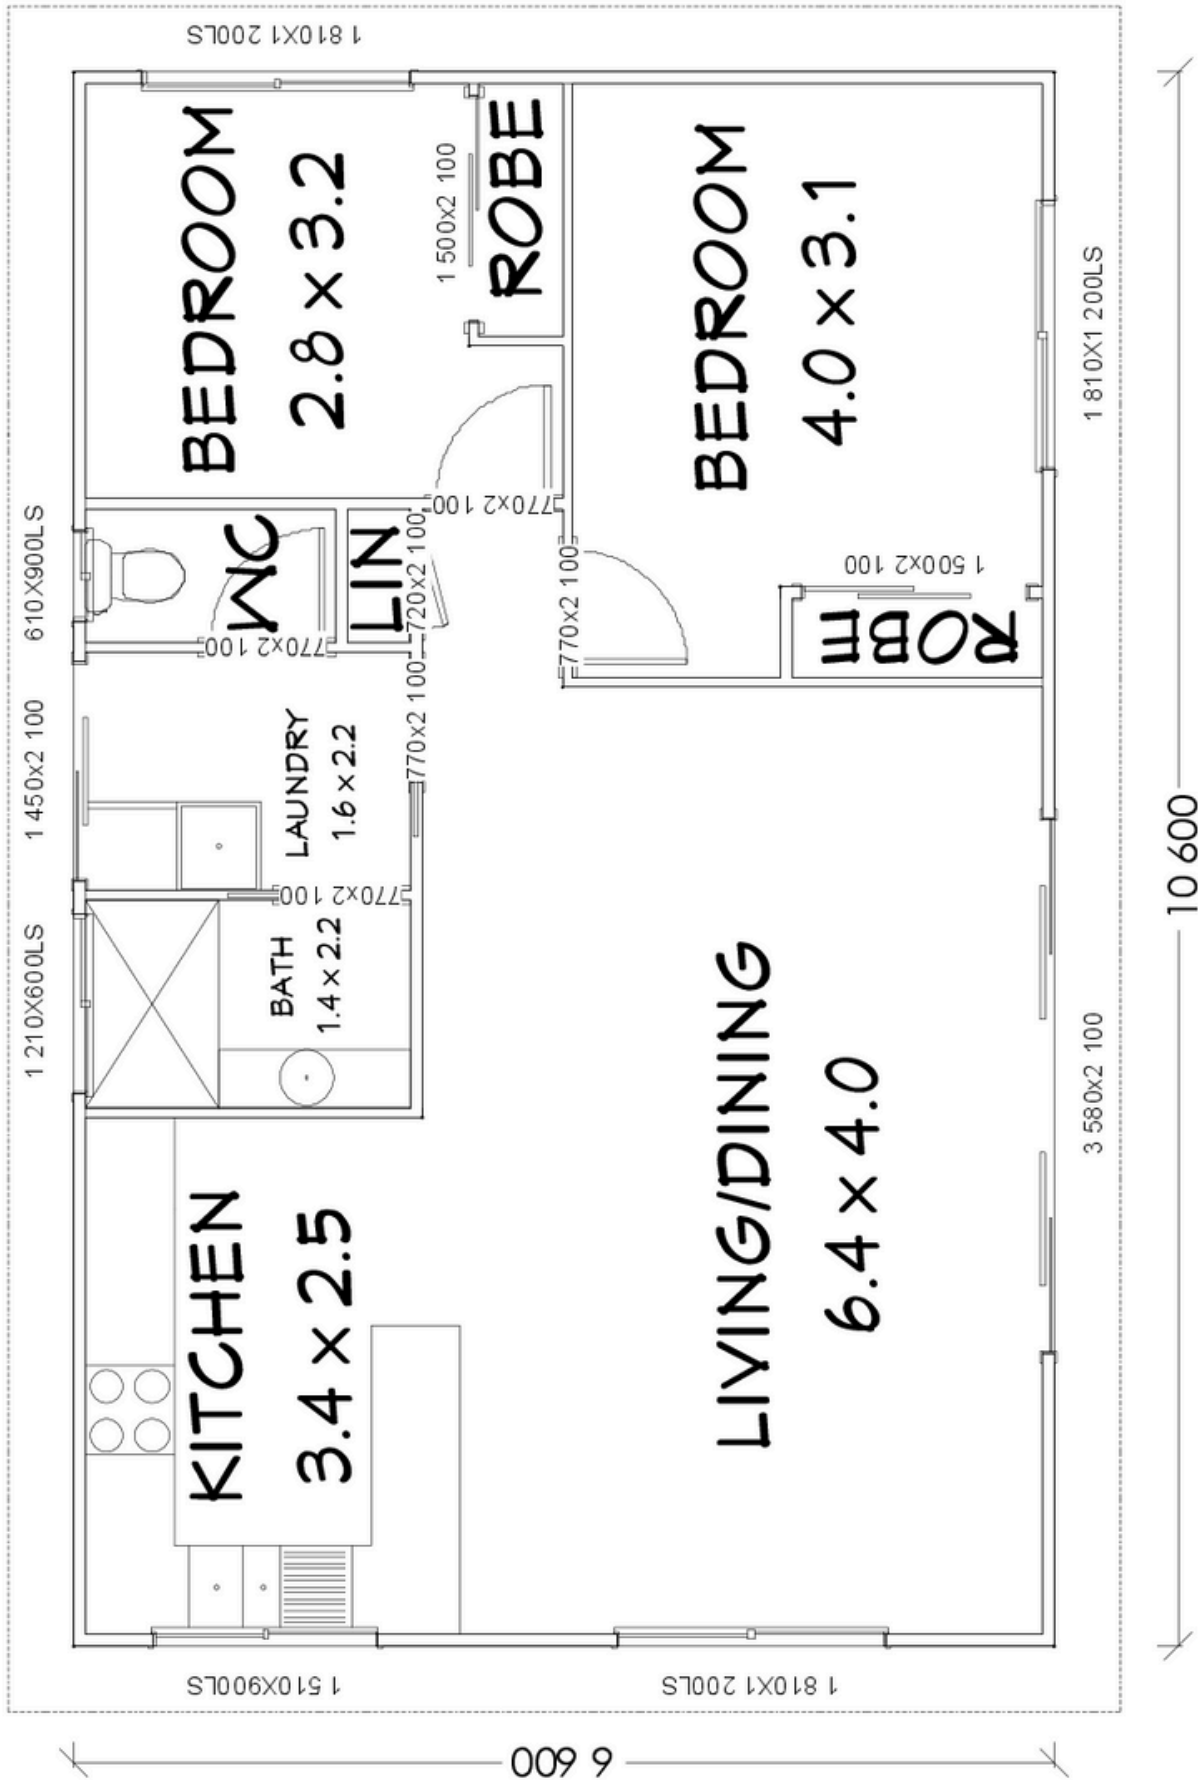 1 810X1 200LS
BEDROOM
2.8 x 3.2
1 500x2 100
ROBE
BEDROOM
4.0 x 3.1
1 810X1 200LS
770x2 100
610X900LS
WC
LIN
720x2 100
770x2 100
770x2 100
1 500x2 100
ROBE
1 450x2 100
LAUNDRY
1.6 x 2.2
770x2 100
770x2 100
1 210X600LS
BATH
1.4 x 2.2
10 600
LIVING/DINING
6.4 x 4.0
3 580x2 100
KITCHEN
3.4 x 2.5
1 510X900LS
1 810X1 200LS
6 600